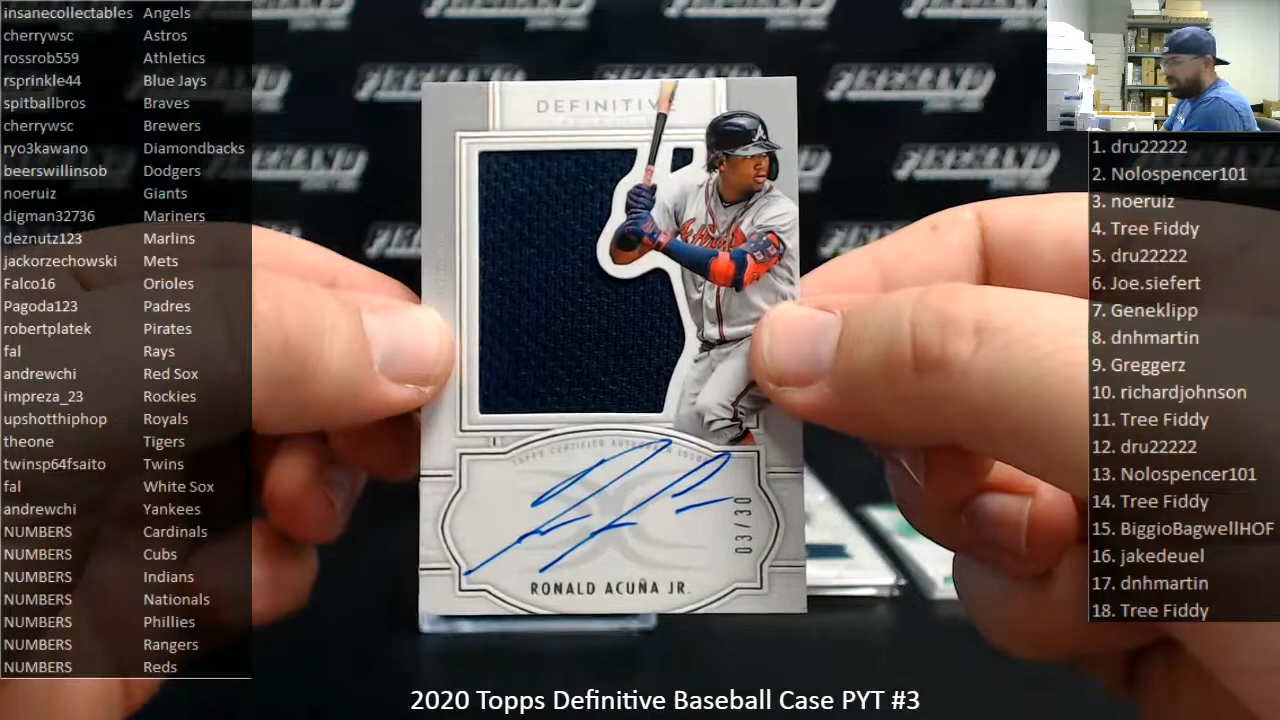 insanecollectables Angels
cherrywsc Astros
rossrob559 Athletics
rsprinkle44 Blue Jays
spitballbros Braves
cherrywsc Brewers
ryo3kawano Diamondbacks
beerswillinsob Dodgers
noeruiz Giants
digman32736 Mariners
deznutz123 Marlins
jackorzechowski Mets
Falco16 Orioles
Pagoda123 Padres
robertplatek Pirates
fal Rays
andrewchi Red Sox
impreza_23 Rockies
upshotthiphop Royals
theone Tigers
twinsp64fsaito Twins
fal White Sox
andrewchi Yankees
NUMBERS Cardinals
NUMBERS Cubs
NUMBERS Indians
NUMBERS Nationals
NUMBERS Phillies
NUMBERS Rangers
NUMBERS Reds
DEFINITIVE
Braves
TOPPS CERTIFIED AUTOGRAPH ISSUE
03/30
RONALD ACUÑA JR.
1. dru22222
2. Nolospencer101
3. noeruiz
4. Tree Fiddy
5. dru22222
6. Joe.siefert
7. Geneklipp
8. dnhmartin
9. Greggerz
10. richardjohnson
11. Tree Fiddy
12. dru22222
13. Nolospencer101
14. Tree Fiddy
15. BiggioBagwellHOF
16. jakedeuel
17. dnhmartin
18. Tree Fiddy
2020 Topps Definitive Baseball Case PYT #3